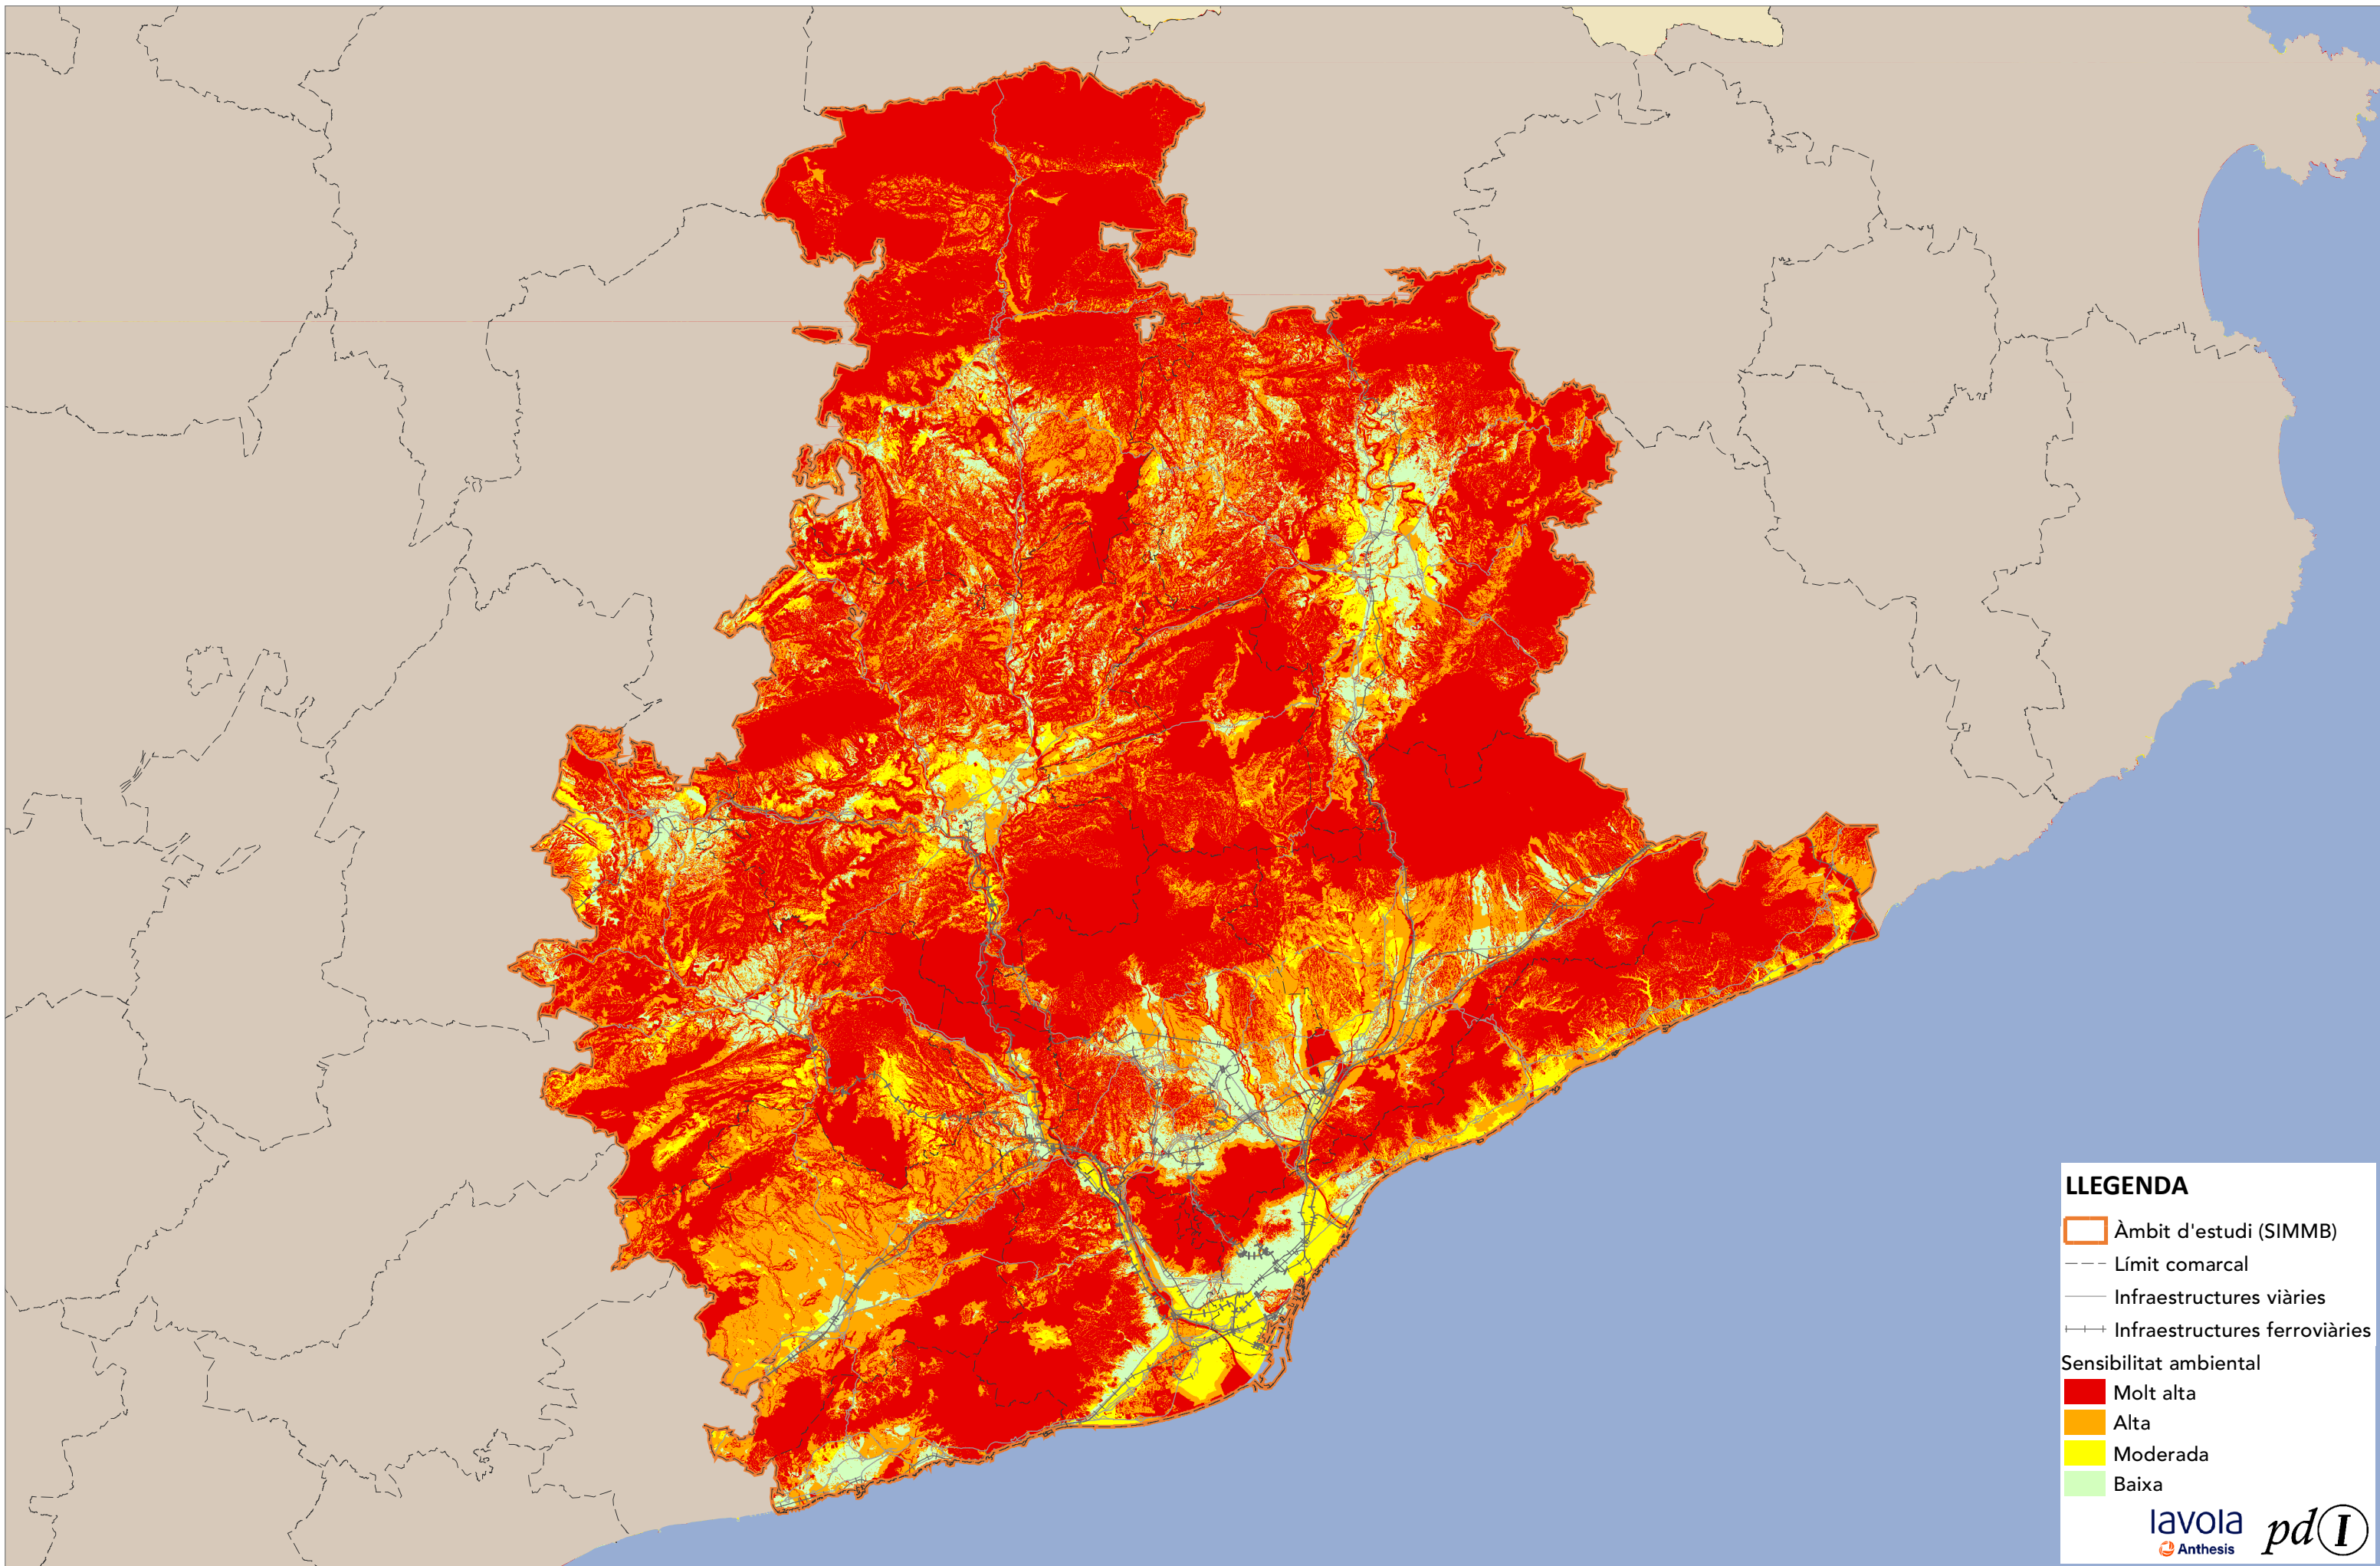 LLEGENDA
Àmbit d'estudi (SIMMB)
Límit comarcal
Infraestructures viàries
Infraestructures ferroviàries
Sensibilitat ambiental
Molt alta
Alta
Moderada
Baixa
lavola
Anthesis
pd I